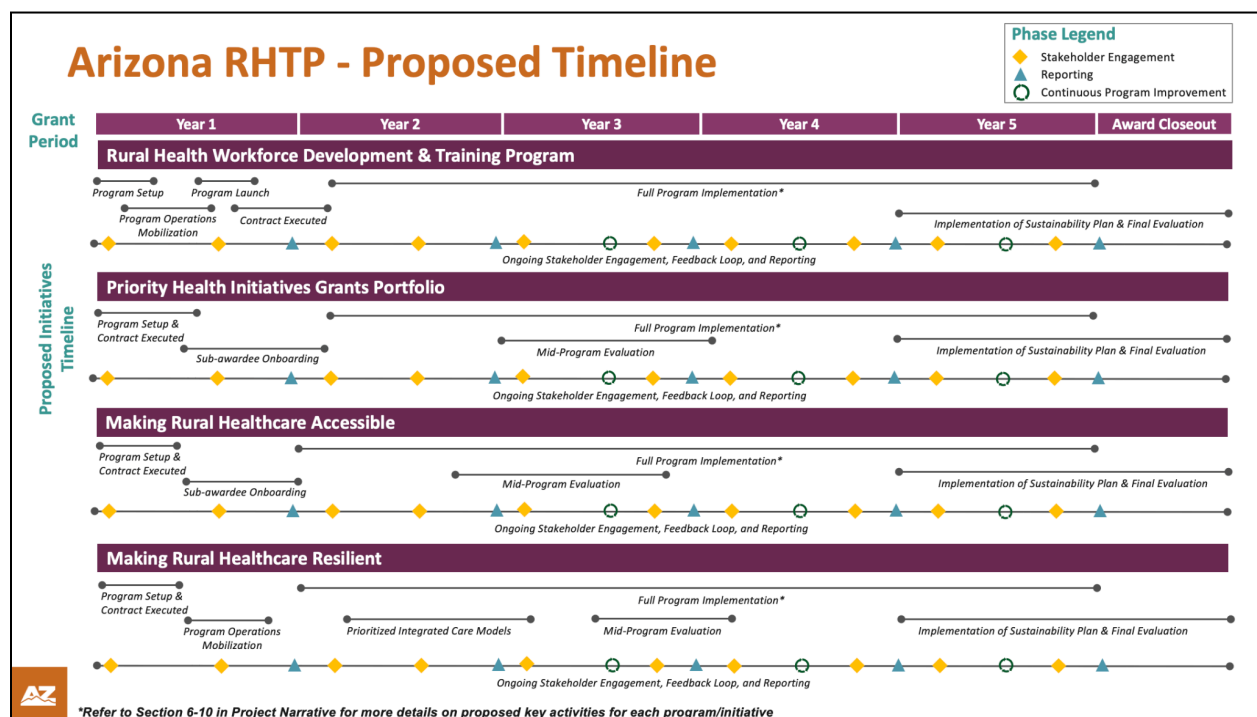 Arizona RHTP - Proposed Timeline
Phase Legend
Stakeholder Engagement
Reporting
Continuous Program Improvement
Grant
Period
Year 1
Year 2
Year 3
Year 4
Year 5
Award Closeout
Proposed Initiatives
Timeline
Rural Health Workforce Development & Training Program
Program Setup
Program Launch
Full Program Implementation*
Program Operations
Mobilization
Contract Executed
Implementation of Sustainability Plan & Final Evaluation
Ongoing Stakeholder Engagement, Feedback Loop, and Reporting
Priority Health Initiatives Grants Portfolio
Program Setup &
Contract Executed
Full Program Implementation*
Sub-awardee Onboarding
Mid-Program Evaluation
Implementation of Sustainability Plan & Final Evaluation
Ongoing Stakeholder Engagement, Feedback Loop, and Reporting
Making Rural Healthcare Accessible
Program Setup &
Contract Executed
Full Program Implementation*
Sub-awardee Onboarding
Mid-Program Evaluation
Implementation of Sustainability Plan & Final Evaluation
Ongoing Stakeholder Engagement, Feedback Loop, and Reporting
Making Rural Healthcare Resilient
Program Setup &
Contract Executed
Full Program Implementation*
Program Operations
Mobilization
Prioritized Integrated Care Models
Mid-Program Evaluation
Implementation of Sustainability Plan & Final Evaluation
Ongoing Stakeholder Engagement, Feedback Loop, and Reporting
AZ
*Refer to Section 6-10 in Project Narrative for more details on proposed key activities for each program/initiative